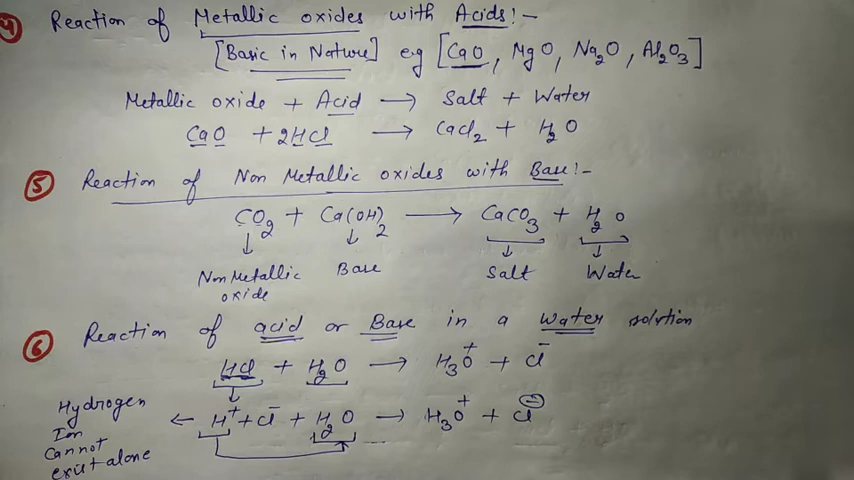 4 Reaction of Metallic oxides with Acids!-
[Basic in Nature] e.g [CaO, MgO, Na2O, Al2O3]
Metallic oxide + Acid → Salt + Water
CaO + 2HCl → CaCl2 + H2O
5 Reaction of Non Metallic oxides with Base!-
CO2 + Ca(OH)2 → CaCO3 + H2O
↓ ↓ ↓ ↓
Non Metallic oxide Base Salt Water
6 Reaction of acid or Base in a water solution
HCl + H2O → H3O+ + Cl-
↓
← H+ + Cl- + H2O → H3O+ + Cl-
Hydrogen
Ion
cannot
exist alone